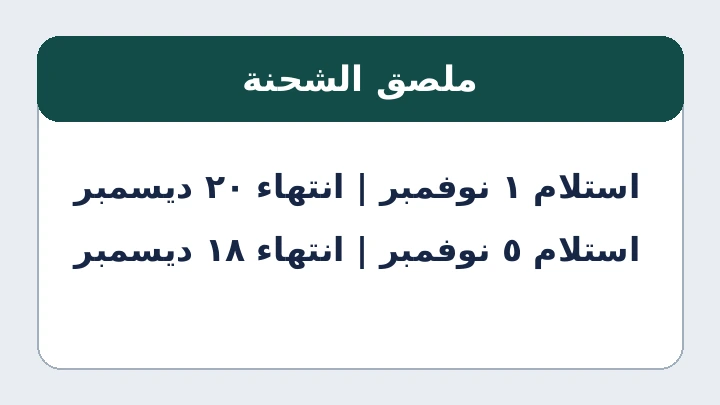 ملصق الشحنة
استلام ١ نوفمبر | انتهاء ٢٠ ديسمبر
استلام ٥ نوفمبر | انتهاء ١٨ ديسمبر